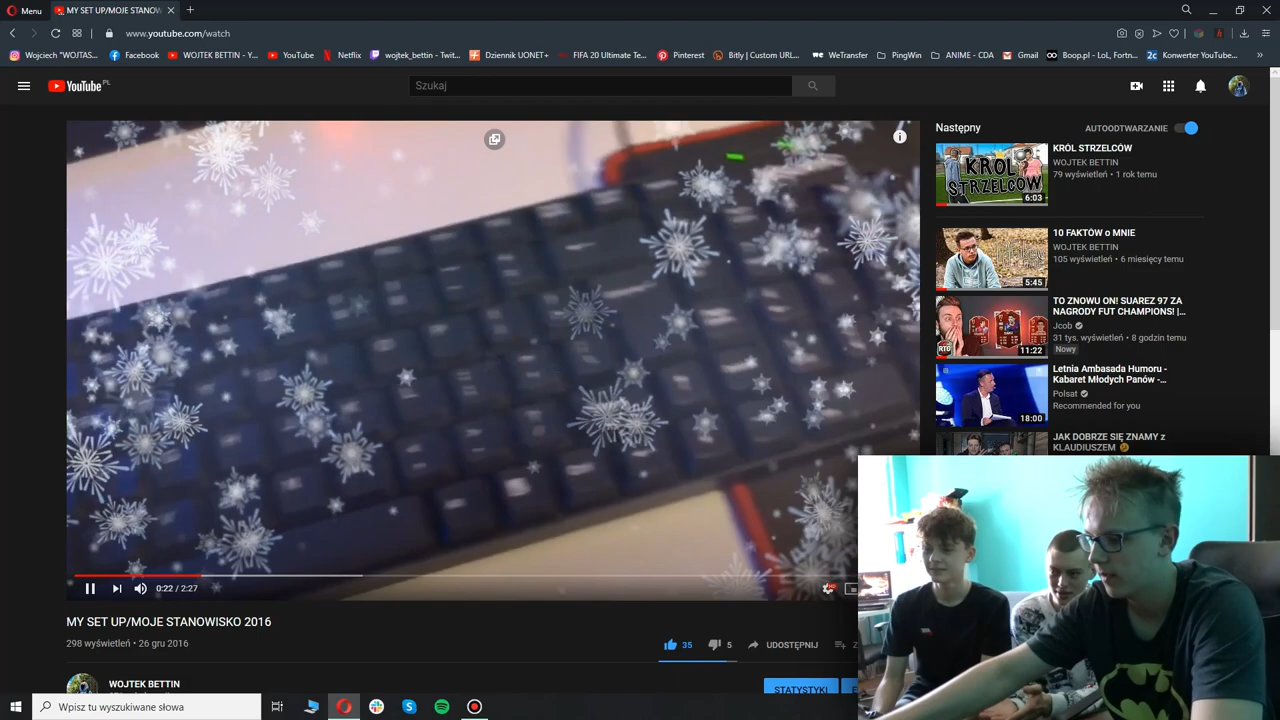 Menu
MY SET UP/MOJE STANOW
www.youtube.com/watch
Wojciech "WOJTAS...
Facebook
WOJTEK BETTIN - Y...
YouTube
Netflix
wojtek_bettin - Twit...
Dziennik UONET+
FIFA 20 Ultimate Te...
Pinterest
Bitly | Custom URL...
WeTransfer
PingWin
ANIME - CDA
Gmail
Boop.pl - LoL, Fortn...
Konwerter YouTube...
YouTube PL
Szukaj
Następny
AUTOODTWARZANIE
KRÓL STRZELCÓW
6:03
KRÓL STRZELCÓW
WOJTEK BETTIN
79 wyświetleń • 1 rok temu
5:45
10 FAKTÓW o MNIE
WOJTEK BETTIN
105 wyświetleń • 6 miesięcy temu
RTG
11:22
TO ZNOWU ON! SUAREZ 97 ZA
NAGRODY FUT CHAMPIONS! |...
Jcob
31 tys. wyświetleń • 8 godzin temu
Nowy
18:00
Letnia Ambasada Humoru -
Kabaret Młodych Panów -...
Polsat
Recommended for you
JAK DOBRZE SIĘ ZNAMY z
KLAUDIUSZEM
0:22 / 2:27
HD
MY SET UP/MOJE STANOWISKO 2016
298 wyświetleń • 26 gru 2016
35
5
UDOSTĘPNIJ
Z
WOJTEK BETTIN
STATYSTYKI
Wpisz tu wyszukiwane słowa